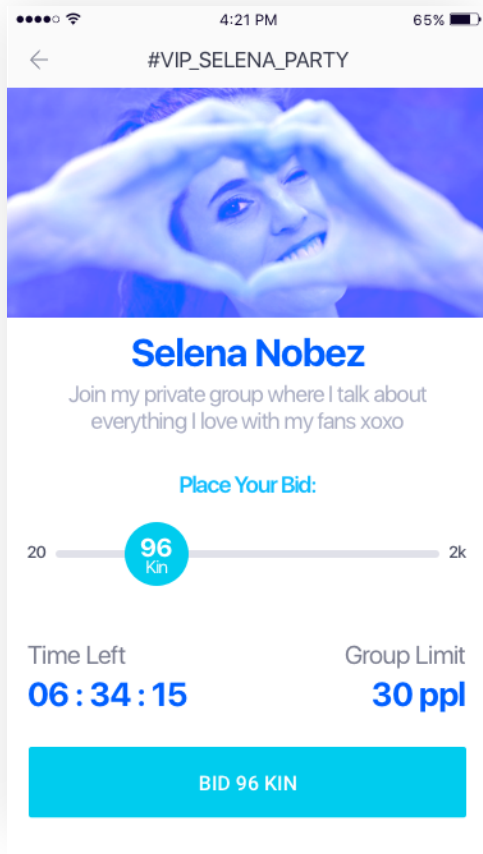 4:21 PM
65%
#VIP_SELENA_PARTY
Selena Nobez
Join my private group where I talk about
everything I love with my fans xoxo
Place Your Bid:
20
96
Kin
2k
Time Left
Group Limit
06 : 34 : 15
30 ppl
BID 96 KIN